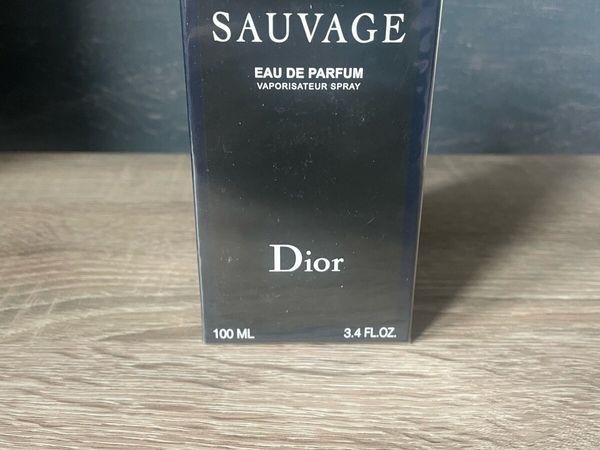 SAUVAGE
EAU DE PARFUM
VAPORISATEUR SPRAY
Dior
100 ML 3.4 FL.OZ.